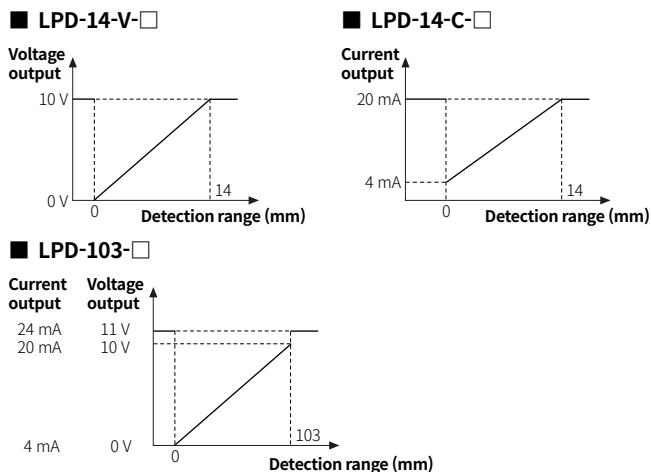 ■ LPD-14-V-□
Voltage
output
10 V
0 V
0
14
Detection range (mm)
■ LPD-14-C-□
Current
output
20 mA
4 mA
0
14
Detection range (mm)
■ LPD-103-□
Current
output
Voltage
output
24 mA 11 V
20 mA 10 V
4 mA 0 V
0
103
Detection range (mm)